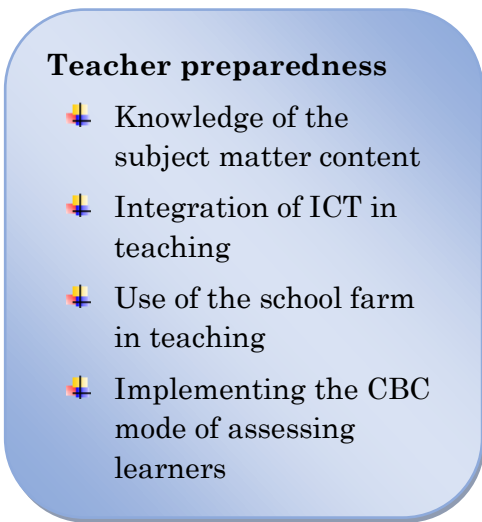 Teacher preparedness
Knowledge of the
subject matter content
Integration of ICT in
teaching
Use of the school farm
in teaching
Implementing the CBC
mode of assessing
learners